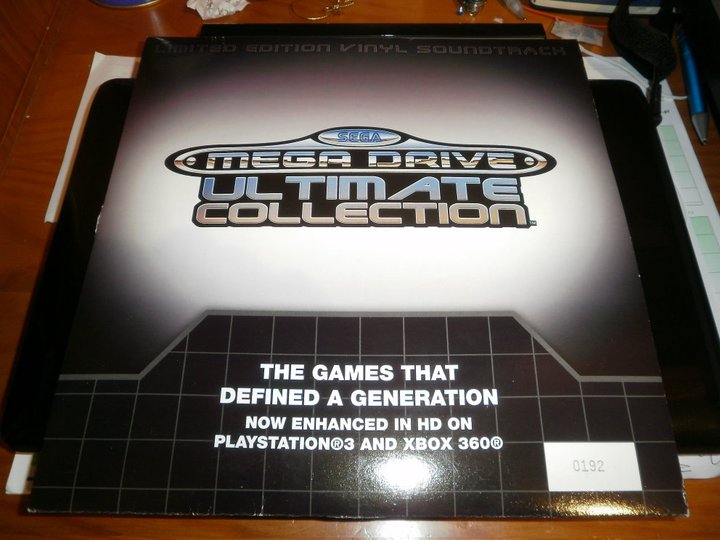 LIMITED EDITION VINYL SOUNDTRACK
SEGA
MEGA DRIVE
ULTIMATE
COLLECTION™
THE GAMES THAT
DEFINED A GENERATION
NOW ENHANCED IN HD ON
PLAYSTATION®3 AND XBOX 360®
0192